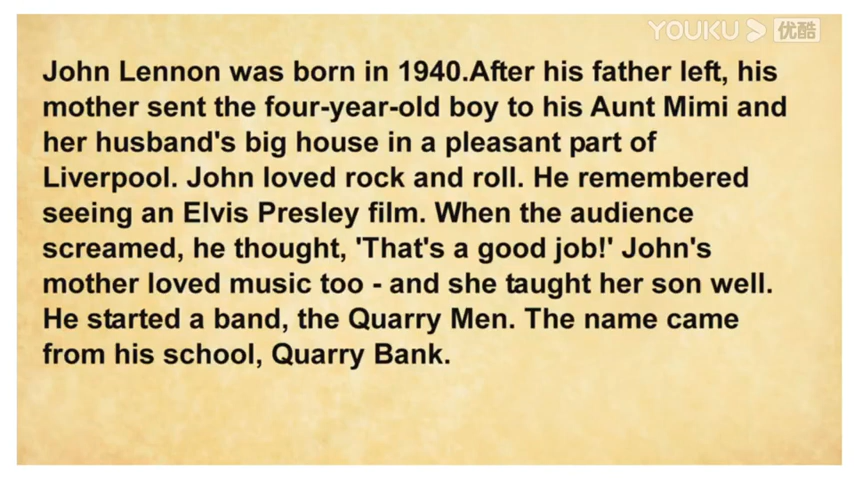 YOUKU 优酷
John Lennon was born in 1940.After his father left, his
mother sent the four-year-old boy to his Aunt Mimi and
her husband's big house in a pleasant part of
Liverpool. John loved rock and roll. He remembered
seeing an Elvis Presley film. When the audience
screamed, he thought, 'That's a good job!' John's
mother loved music too - and she taught her son well.
He started a band, the Quarry Men. The name came
from his school, Quarry Bank.